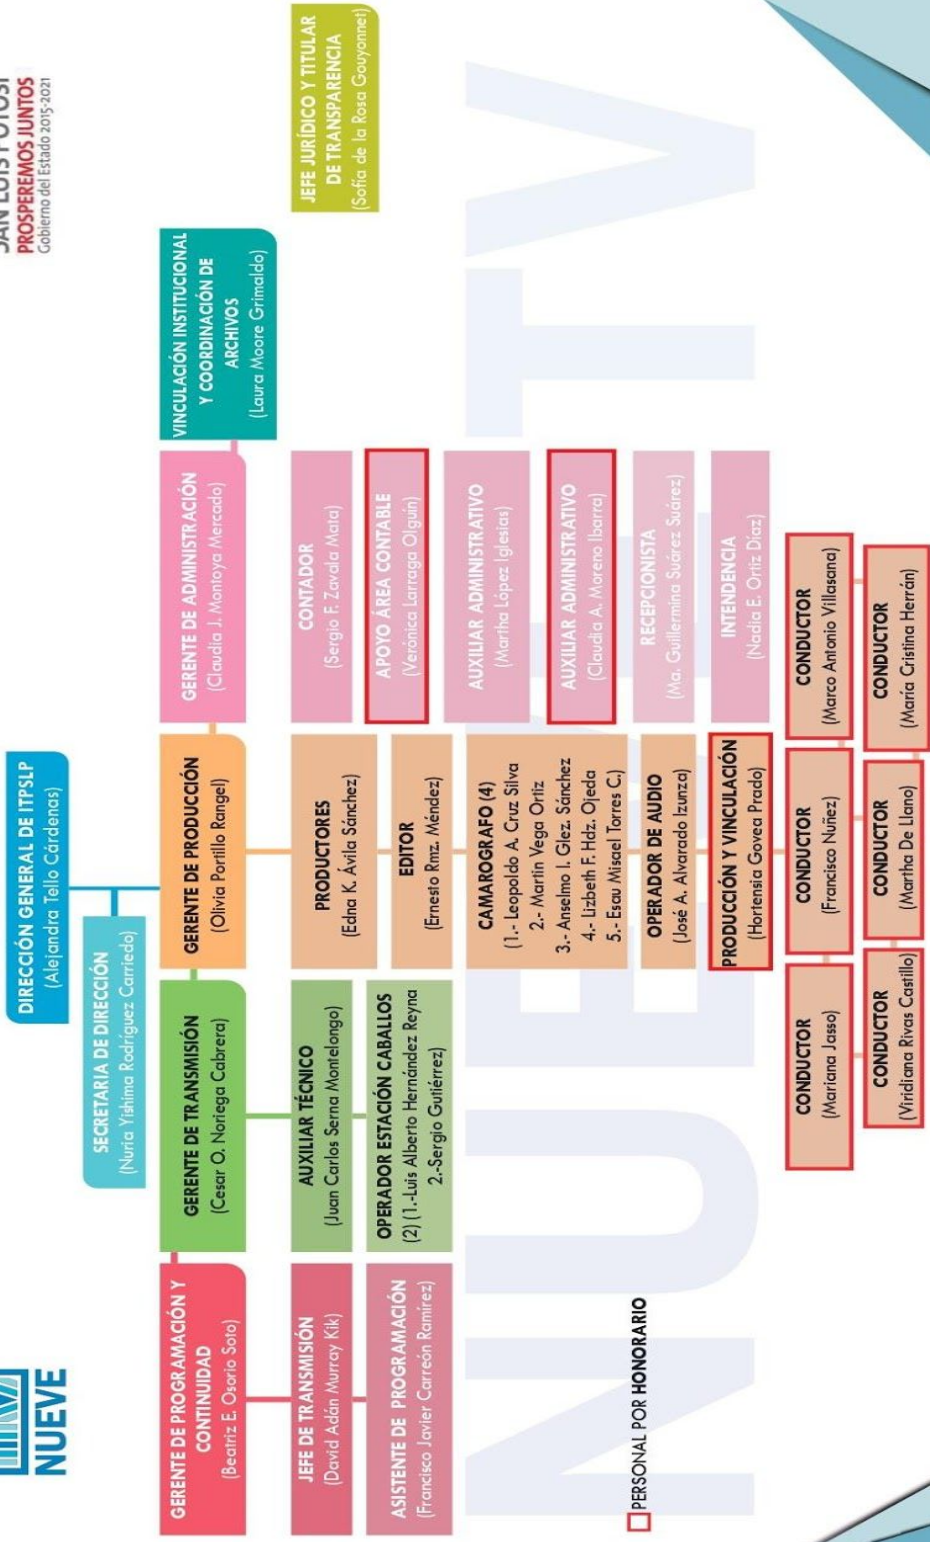 NUEVE
SAN LUIS POTOSÍ
PROSPEREMOS JUNTOS
Gobierno del Estado 2015-2021
DIRECCIÓN GENERAL DE ITPSLP
(Alejandra Tello Cárdenas)
SECRETARIA DE DIRECCIÓN
(Nuria Yishima Rodríguez Carriedo)
GERENTE DE PROGRAMACIÓN Y
CONTINUIDAD
(Beatriz E. Osorio Soto)
JEFE DE TRANSMISIÓN
(David Adán Murray Kik)
ASISTENTE DE PROGRAMACIÓN
(Francisco Javier Carreón Ramírez)
GERENTE DE TRANSMISIÓN
(Cesar O. Noriega Cabrera)
AUXILIAR TÉCNICO
(Juan Carlos Serna Montelongo)
OPERADOR ESTACIÓN CABALLOS
(2) (1.-Luis Alberto Hernández Reyna
2.-Sergio Gutiérrez)
GERENTE DE PRODUCCIÓN
(Olivia Portillo Rangel)
PRODUCTORES
(Edna K. Ávila Sánchez)
EDITOR
(Ernesto Rmz. Méndez)
CAMAROGRAFO (4)
(1.- Leopoldo A. Cruz Silva
2.- Martin Vega Ortiz
3.- Anselmo I. Glez. Sánchez
4.- Lizbeth F. Hdz. Ojeda
5.- Esau Misael Torres C.)
OPERADOR DE AUDIO
(José A. Alvarado Izunza)
PRODUCCIÓN Y VINCULACIÓN
(Hortensia Govea Prado)
CONDUCTOR
(Mariana Jasso)
CONDUCTOR
(Francisco Nuñez)
CONDUCTOR
(Marco Antonio Villasana)
CONDUCTOR
(Viridiana Rivas Castillo)
CONDUCTOR
(Martha De Llano)
CONDUCTOR
(María Cristina Herrán)
GERENTE DE ADMINISTRACIÓN
(Claudia J. Montoya Mercado)
CONTADOR
(Sergio F. Zavala Mata)
APOYO ÁREA CONTABLE
(Verónica Larraga Olguín)
AUXILIAR ADMINISTRATIVO
(Martha López Iglesias)
AUXILIAR ADMINISTRATIVO
(Claudia A. Moreno Ibarra)
RECEPCIONISTA
(Ma. Guillermina Suárez Suárez)
INTENDENCIA
(Nadia E. Ortiz Díaz)
VINCULACIÓN INSTITUCIONAL
Y COORDINACIÓN DE
ARCHIVOS
(Laura Moore Grimaldo)
JEFE JURÍDICO Y TITULAR
DE TRANSPARENCIA
(Sofía de la Rosa Gouyonnet)
PERSONAL POR HONORARIO